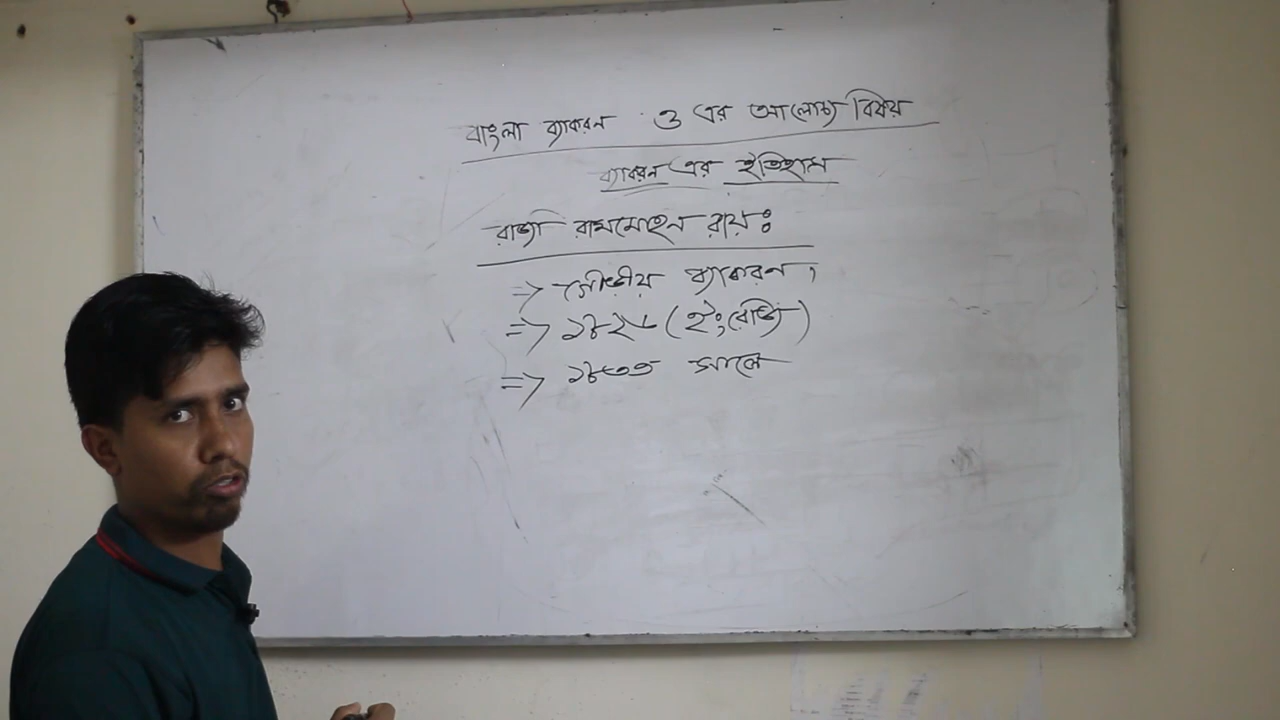 বাংলা ব্যাকরন ও এর আলোচ্য বিষয়
ব্যাকরন এর ইতিহাস
রাজা রামমোহন রায়ঃ
=> গৌড়ীয় ব্যাকরন,
=> ১৮২৬ (ইংরেজি)
=> ১৮৩৩ সালে